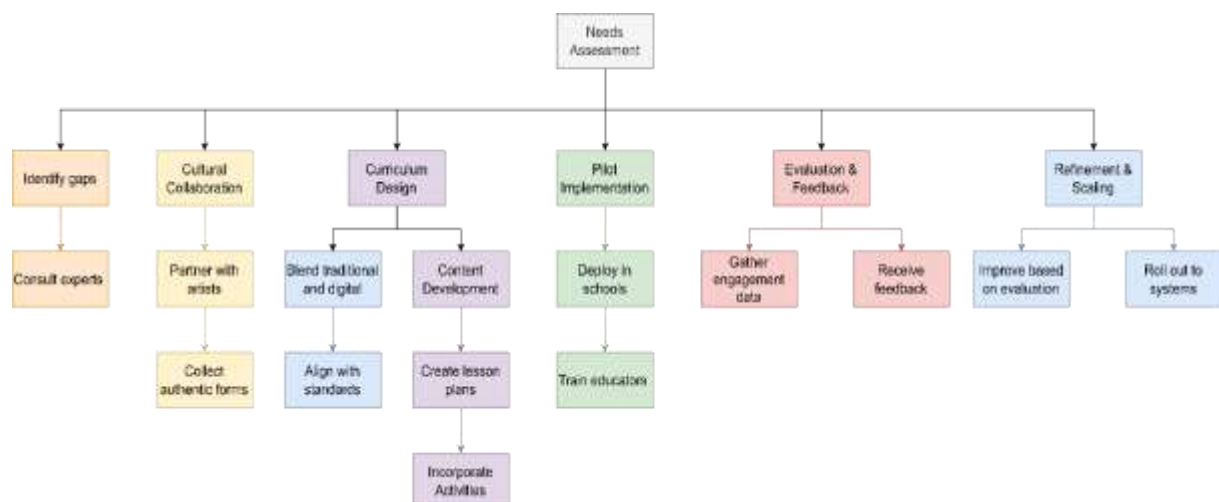 Needs
Assessment
Identify gaps
Cultural
Collaboration
Curriculum
Design
Pilot
Implementation
Evaluation &
Feedback
Refinement &
Scaling
Consult experts
Partner with
artists
Blend traditional
and digital
Content
Development
Deploy in
schools
Gather
engagement
data
Receive
feedback
Improve based
on evaluation
Roll out to
systems
Collect
authentic forms
Align with
standards
Create lesson
plans
Train educators
Incorporate
Activities